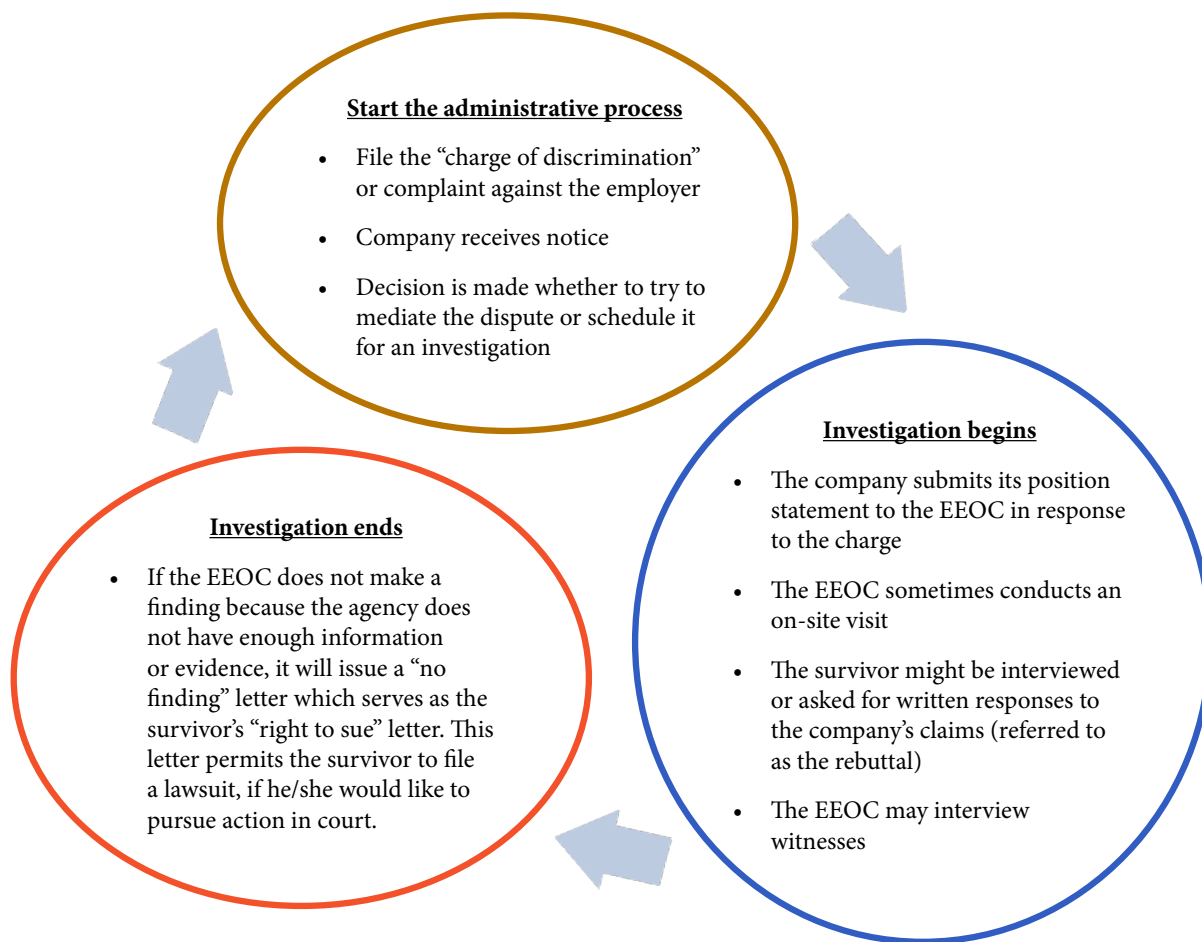 Start the administrative process
• File the “charge of discrimination”
or complaint against the employer
• Company receives notice
• Decision is made whether to try to
mediate the dispute or schedule it
for an investigation
Investigation begins
• The company submits its position
statement to the EEOC in response
to the charge
• The EEOC sometimes conducts an
on-site visit
• The survivor might be interviewed
or asked for written responses to
the company’s claims (referred to
as the rebuttal)
• The EEOC may interview
witnesses
Investigation ends
• If the EEOC does not make a
finding because the agency does
not have enough information
or evidence, it will issue a “no
finding” letter which serves as the
survivor’s “right to sue” letter. This
letter permits the survivor to file
a lawsuit, if he/she would like to
pursue action in court.